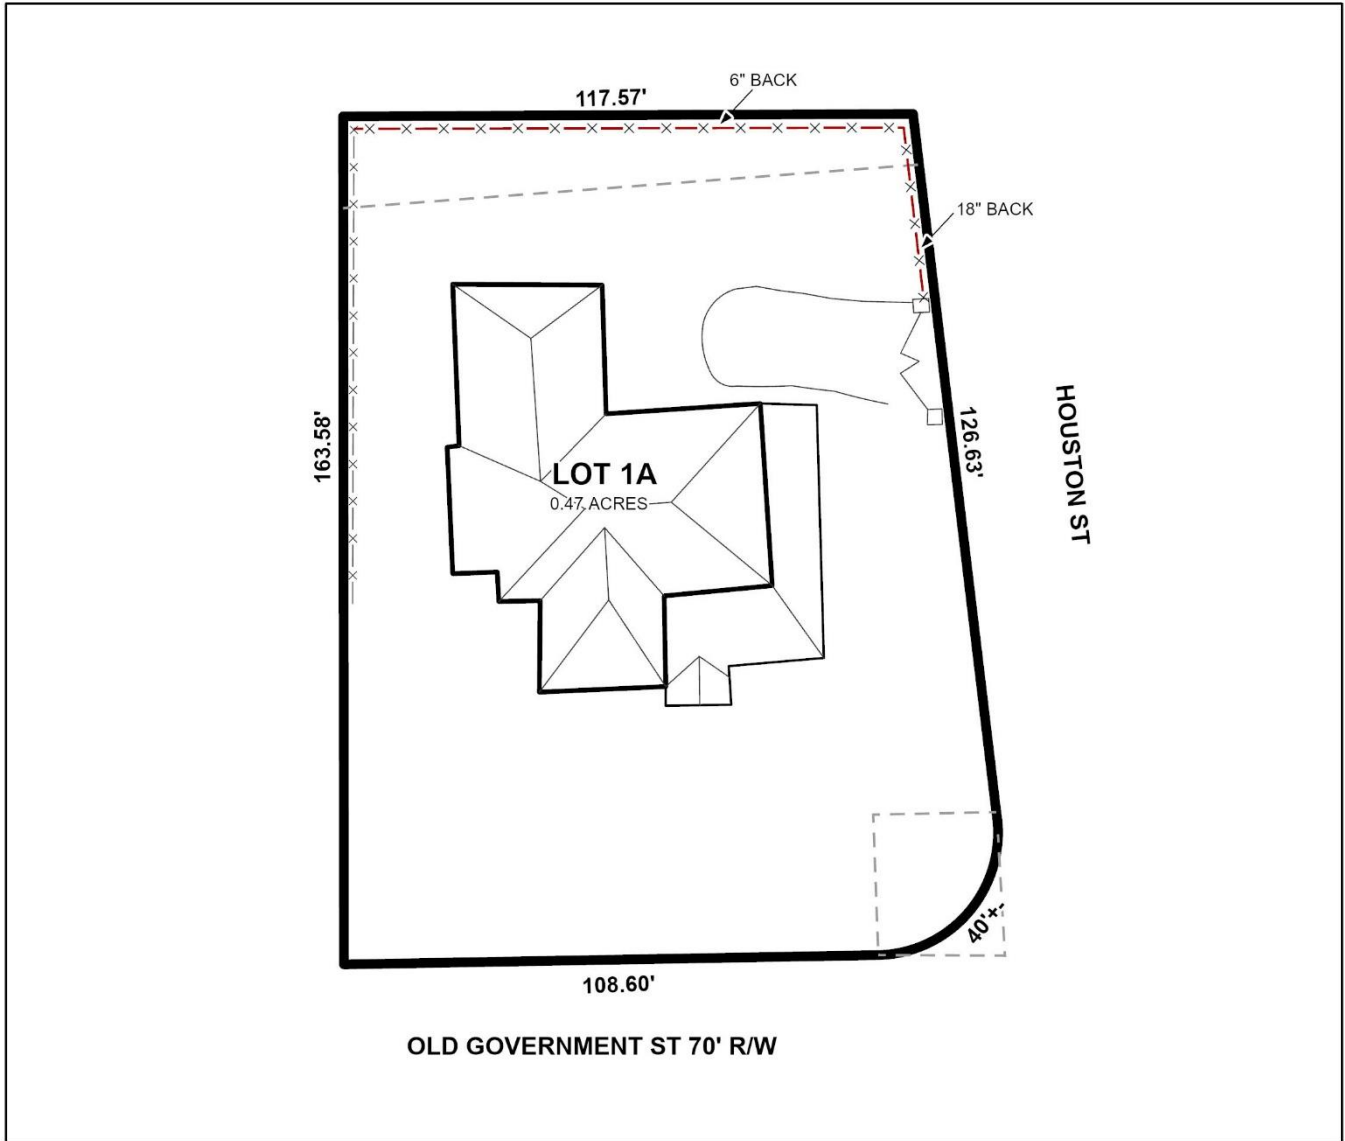 6" BACK
117.57'
18" BACK
163.58'
HOUSTON ST
126.63'
LOT 1A
0.47 ACRES
40'+-
108.60'
OLD GOVERNMENT ST 70' R/W